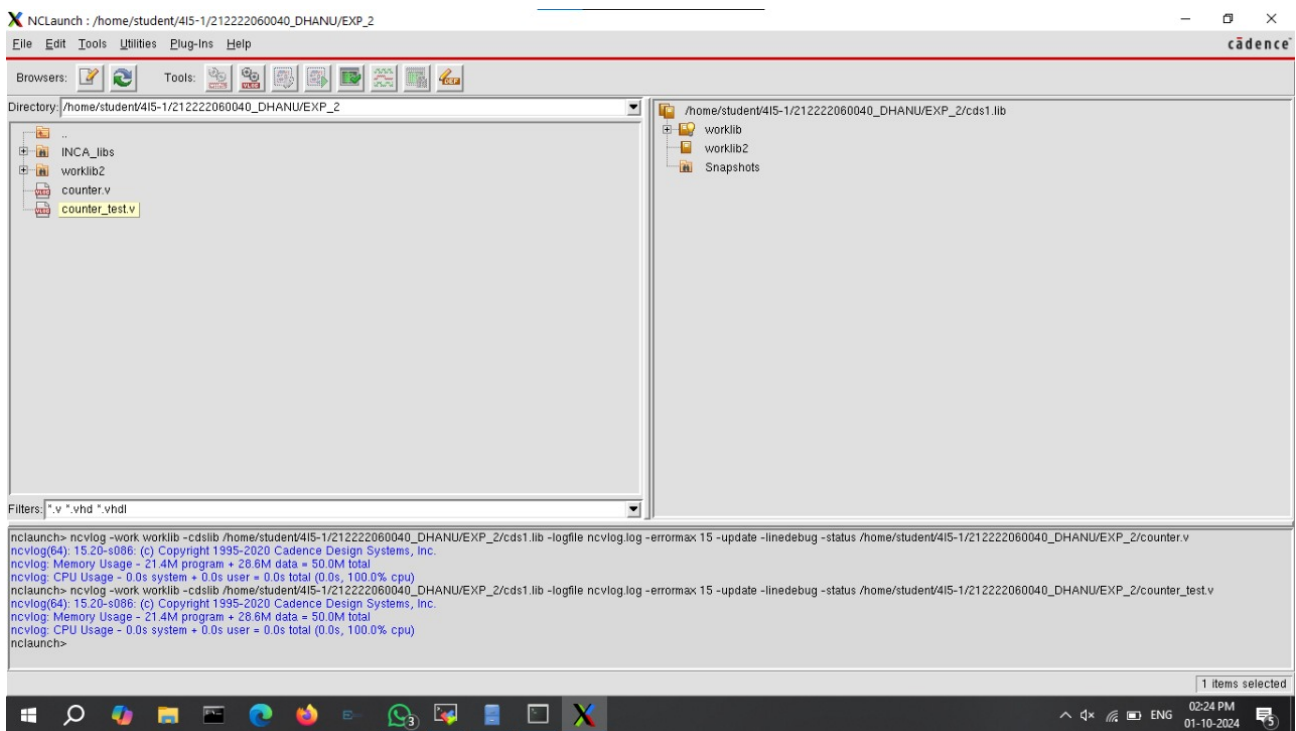 NCLaunch : /home/student/4I5-1/212222060040_DHANU/EXP_2
File Edit Tools Utilities Plug-Ins Help
cādence
Browsers: Tools:
Directory: /home/student/4I5-1/212222060040_DHANU/EXP_2
..
INCA_libs
worklib2
counter.v
counter_test.v
/home/student/4I5-1/212222060040_DHANU/EXP_2/cds1.lib
worklib
worklib2
Snapshots
Filters: *.v *.vhd *.vhdl
nclaunch> ncvlog -work worklib -cdslib /home/student/4I5-1/212222060040_DHANU/EXP_2/cds1.lib -logfile ncvlog.log -errormax 15 -update -linedebug -status /home/student/4I5-1/212222060040_DHANU/EXP_2/counter.v
ncvlog(64): 15.20-s086: (c) Copyright 1995-2020 Cadence Design Systems, Inc.
ncvlog: Memory Usage - 21.4M program + 28.6M data = 50.0M total
ncvlog: CPU Usage - 0.0s system + 0.0s user = 0.0s total (0.0s, 100.0% cpu)
nclaunch> ncvlog -work worklib -cdslib /home/student/4I5-1/212222060040_DHANU/EXP_2/cds1.lib -logfile ncvlog.log -errormax 15 -update -linedebug -status /home/student/4I5-1/212222060040_DHANU/EXP_2/counter_test.v
ncvlog(64): 15.20-s086: (c) Copyright 1995-2020 Cadence Design Systems, Inc.
ncvlog: Memory Usage - 21.4M program + 28.6M data = 50.0M total
ncvlog: CPU Usage - 0.0s system + 0.0s user = 0.0s total (0.0s, 100.0% cpu)
nclaunch>
1 items selected
ENG
02:24 PM
01-10-2024